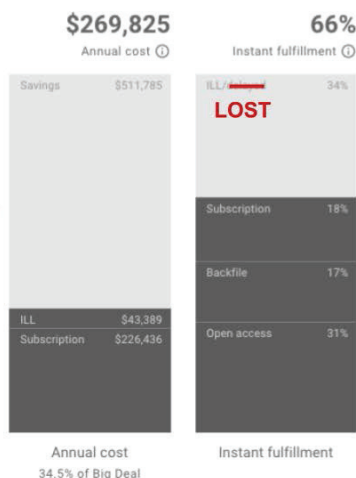 $269,825
Annual cost ⓘ
66%
Instant fulfillment ⓘ
Savings $511,785
ILL $43,389
Subscription $226,436
Annual cost
34.5% of Big Deal
ILL/delayed 34%
LOST
Subscription 18%
Backfile 17%
Open access 31%
Instant fulfillment